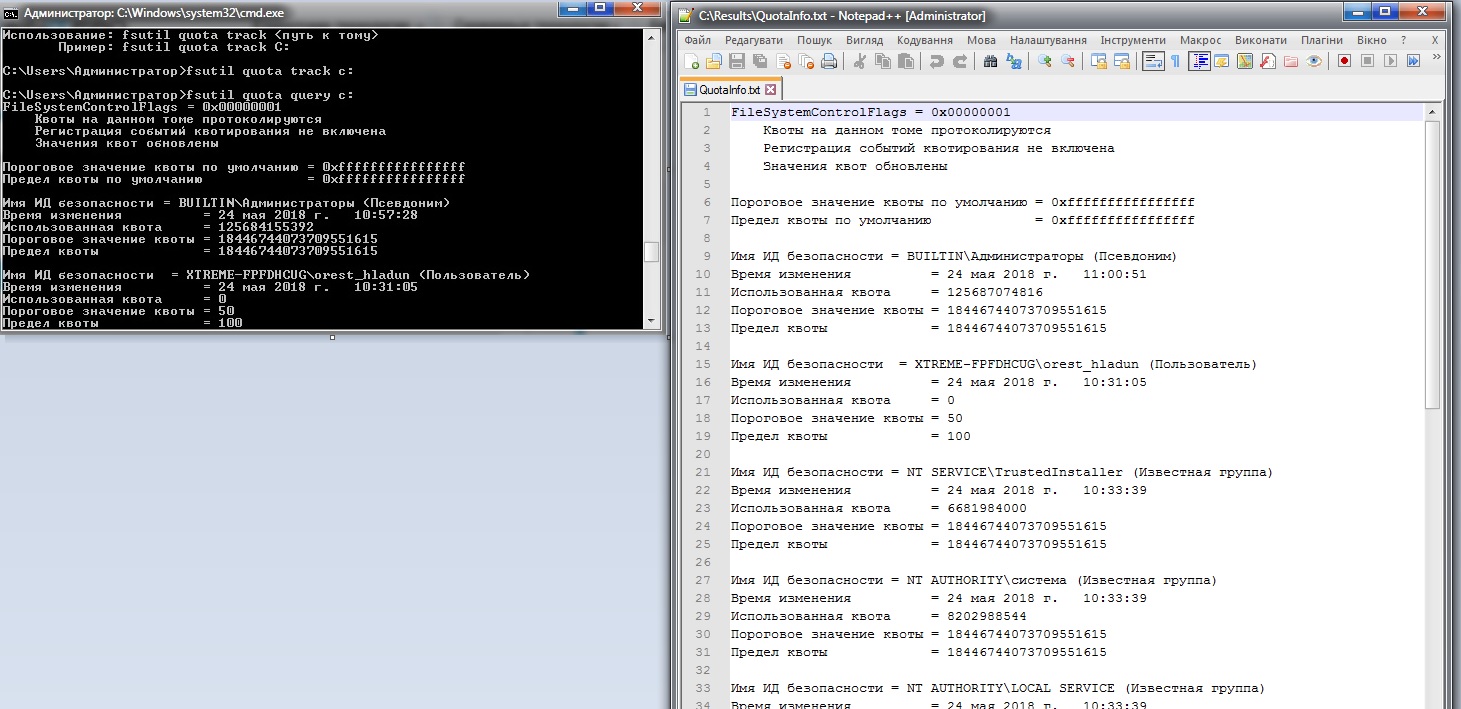 Администратор: C:\Windows\system32\cmd.exe
Использование: fsutil quota track <путь к тому>
Пример: fsutil quota track C:
C:\Users\Администратор>fsutil quota track c:
C:\Users\Администратор>fsutil quota query c:
FileSystemControlFlags = 0x00000001
Квоты на данном томе протоколируются
Регистрация событий квотирования не включена
Значения квот обновлены
Пороговое значение квоты по умолчанию = 0xffffffffffffffff
Предел квоты по умолчанию = 0xffffffffffffffff
Имя ИД безопасности = BUILTIN\Администраторы (Псевдоним)
Время изменения = 24 мая 2018 г. 10:57:28
Использованная квота = 125684155392
Пороговое значение квоты = 18446744073709551615
Предел квоты = 18446744073709551615
Имя ИД безопасности = XTREME-FPFDHCUG\orest_hladun (Пользователь)
Время изменения = 24 мая 2018 г. 10:31:05
Использованная квота = 0
Пороговое значение квоты = 50
Предел квоты = 100
C:\Results\QuotaInfo.txt - Notepad++ [Administrator]
Файл Редагувати Пошук Вигляд Кодування Мова Налаштування Інструменти Макрос Виконати Плагіни Вікно ? X
QuotaInfo.txt
1 FileSystemControlFlags = 0x00000001
2 Квоты на данном томе протоколируются
3 Регистрация событий квотирования не включена
4 Значения квот обновлены
5
6 Пороговое значение квоты по умолчанию = 0xffffffffffffffff
7 Предел квоты по умолчанию = 0xffffffffffffffff
8
9 Имя ИД безопасности = BUILTIN\Администраторы (Псевдоним)
10 Время изменения = 24 мая 2018 г. 11:00:51
11 Использованная квота = 125687074816
12 Пороговое значение квоты = 18446744073709551615
13 Предел квоты = 18446744073709551615
14
15 Имя ИД безопасности = XTREME-FPFDHCUG\orest_hladun (Пользователь)
16 Время изменения = 24 мая 2018 г. 10:31:05
17 Использованная квота = 0
18 Пороговое значение квоты = 50
19 Предел квоты = 100
20
21 Имя ИД безопасности = NT SERVICE\TrustedInstaller (Известная группа)
22 Время изменения = 24 мая 2018 г. 10:33:39
23 Использованная квота = 6681984000
24 Пороговое значение квоты = 18446744073709551615
25 Предел квоты = 18446744073709551615
26
27 Имя ИД безопасности = NT AUTHORITY\система (Известная группа)
28 Время изменения = 24 мая 2018 г. 10:33:39
29 Использованная квота = 8202988544
30 Пороговое значение квоты = 18446744073709551615
31 Предел квоты = 18446744073709551615
32
33 Имя ИД безопасности = NT AUTHORITY\LOCAL SERVICE (Известная группа)
34 Время изменения = 24 мая 2018 г. 10:33:39